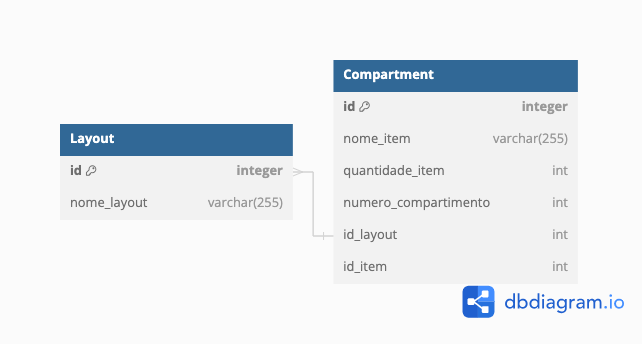 Layout
id integer
nome_layout varchar(255)
Compartment
id integer
nome_item varchar(255)
quantidade_item int
numero_compartimento int
id_layout int
id_item int
dbdiagram.io